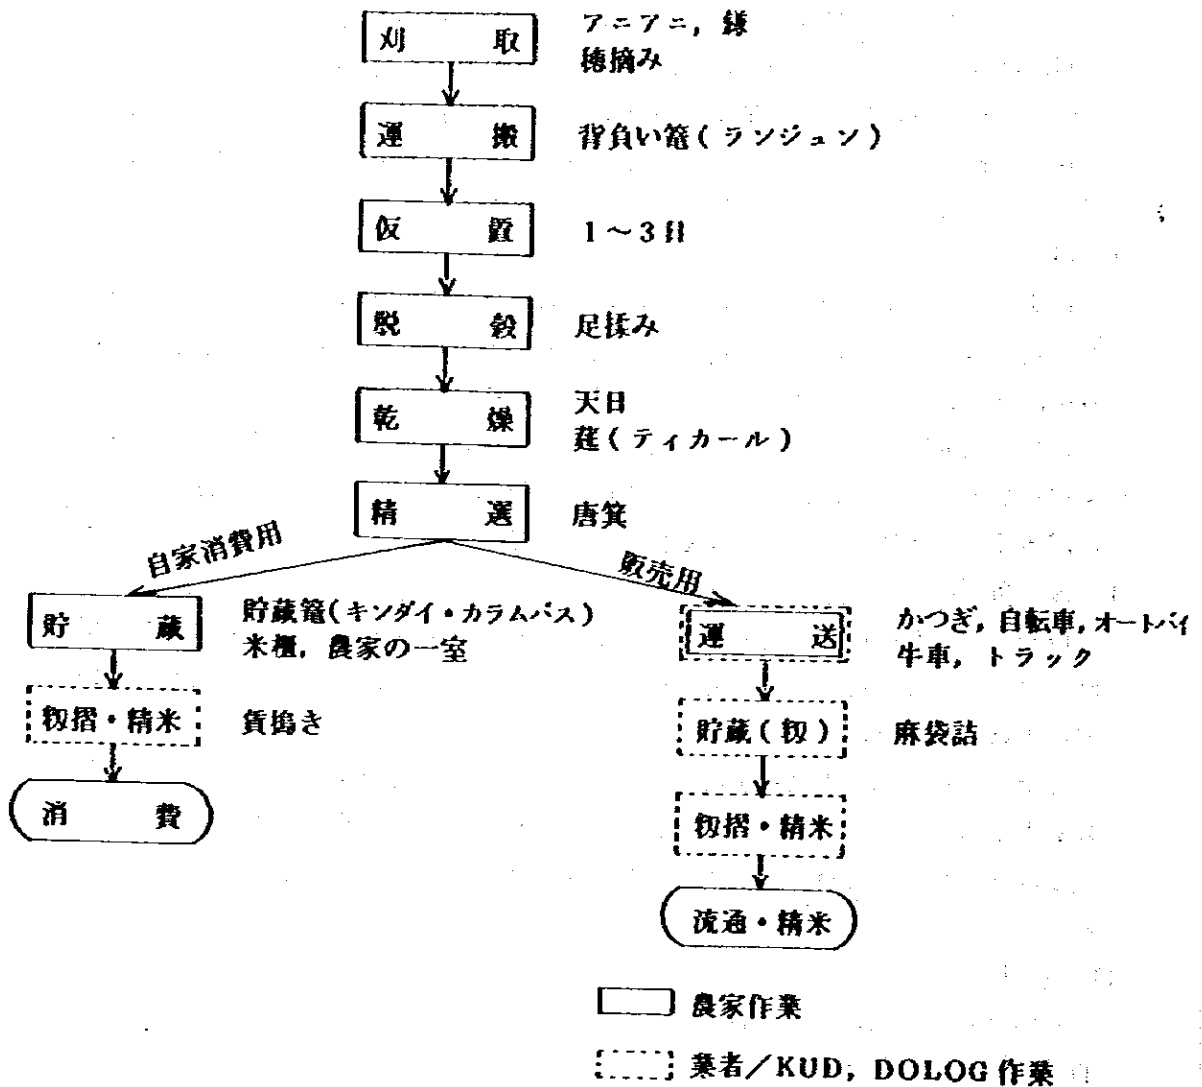 刈取
アニアニ, 鎌
穂摘み
運搬
背負い篭(ランジュン)
仮置
1〜3日
脱穀
足揉み
乾燥
天日
莚(ティカール)
精選
唐箕
自家消費用
販売用
貯蔵
貯蔵篭(キンダイ・カラムバス)
米櫃, 農家の一室
運送
かつぎ, 自転車, オートバイ
牛車, トラック
籾摺・精米
賃搗き
貯蔵(籾)
麻袋詰
消費
籾摺・精米
流通・精米
農家作業
業者/KUD, DOLOG作業